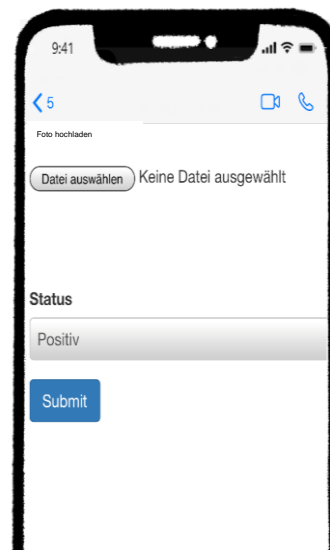 9:41
5
Foto hochladen
Datei auswählen Keine Datei ausgewählt
Status
Positiv
Submit